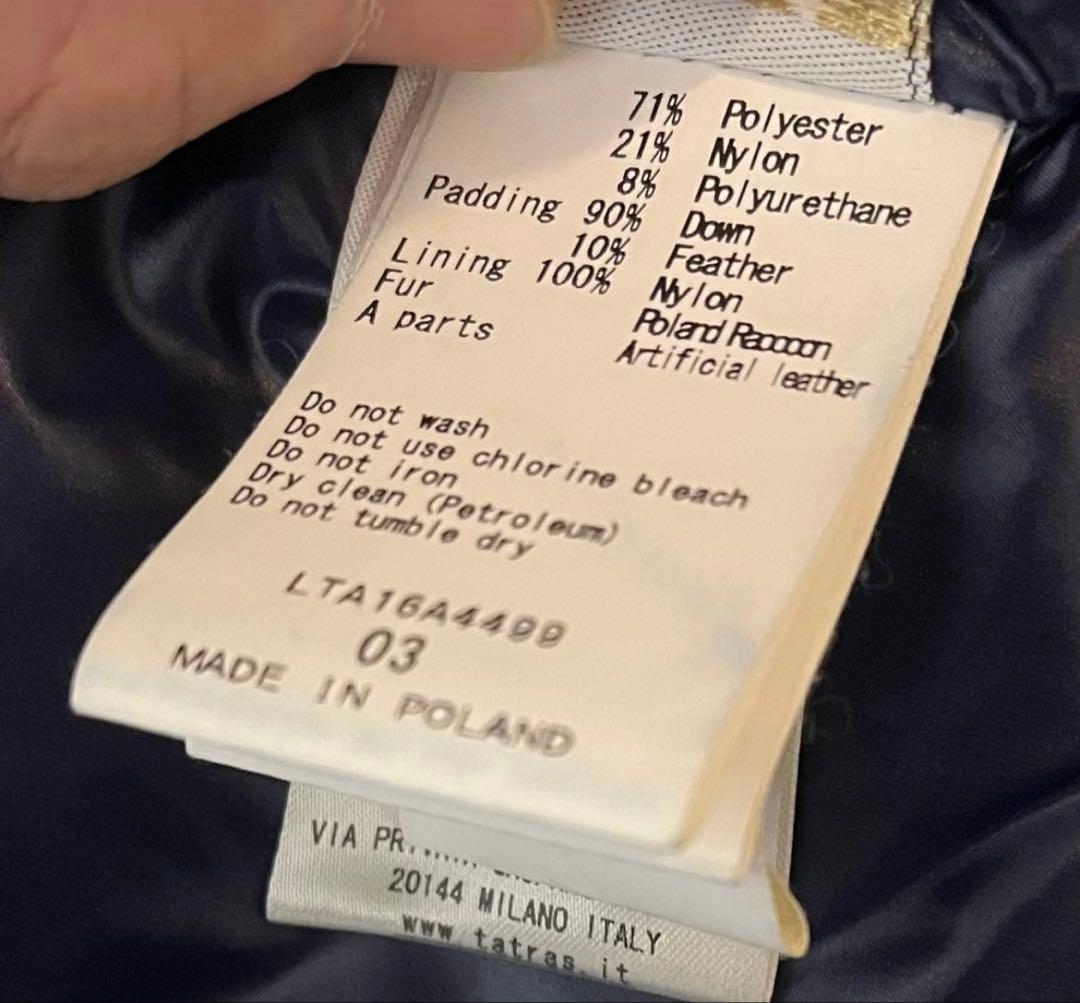 71% Polyester
21% Nylon
8% Polyurethane
Padding 90% Down
10% Feather
Lining 100% Nylon
Fur Poland Racooon
A parts Artificial leather
Do not wash
Do not use chlorine bleach
Do not iron
Dry clean (Petroleum)
Do not tumble dry
LTA16A4499
03
MADE IN POLAND
VIA
20144 MILANO ITALY
www.tatras.it